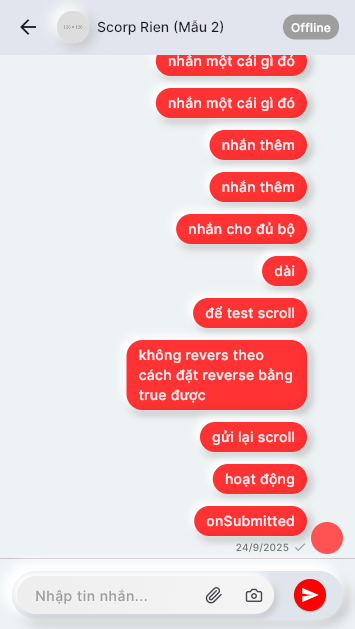 Scorp Rien (Mẫu 2)
Offline
nhắn một cái gì đó
nhắn một cái gì đó
nhắn thêm
nhắn thêm
nhắn cho đủ bộ
dài
để test scroll
không revers theo
cách đặt reverse bằng
true được
gửi lại scroll
hoạt động
onSubmitted
24/9/2025
Nhập tin nhắn...